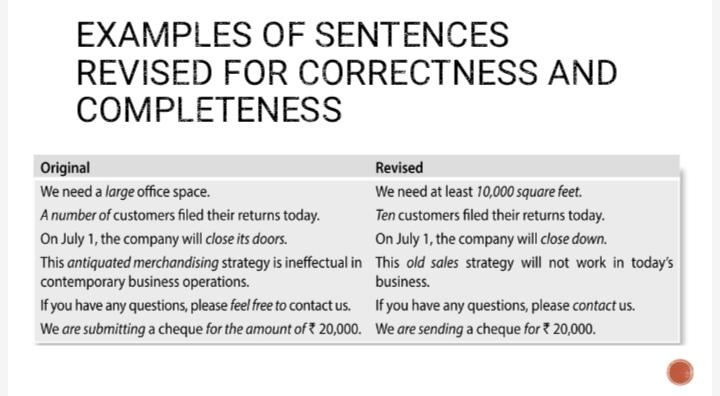 EXAMPLES OF SENTENCES
REVISED FOR CORRECTNESS AND
COMPLETENESS
Original Revised
We need a large office space. We need at least 10,000 square feet.
A number of customers filed their returns today. Ten customers filed their returns today.
On July 1, the company will close its doors. On July 1, the company will close down.
This antiquated merchandising strategy is ineffectual in This old sales strategy will not work in today's
contemporary business operations. business.
If you have any questions, please feel free to contact us. If you have any questions, please contact us.
We are submitting a cheque for the amount of ₹ 20,000. We are sending a cheque for ₹ 20,000.